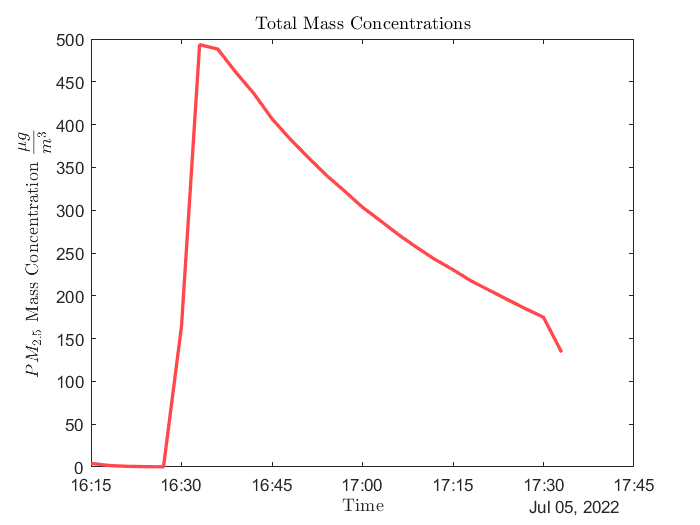 Total Mass Concentrations
PM2.5 Mass Concentration μg/m³
500
450
400
350
300
250
200
150
100
50
0
16:15 16:30 16:45 17:00 17:15 17:30 17:45
Time
Jul 05, 2022